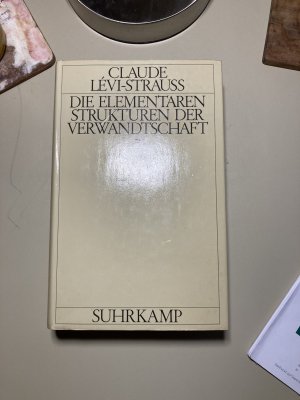 CLAUDE
LÉVI-STRAUSS
DIE ELEMENTAREN
STRUKTUREN DER
VERWANDTSCHAFT
SUHRKAMP